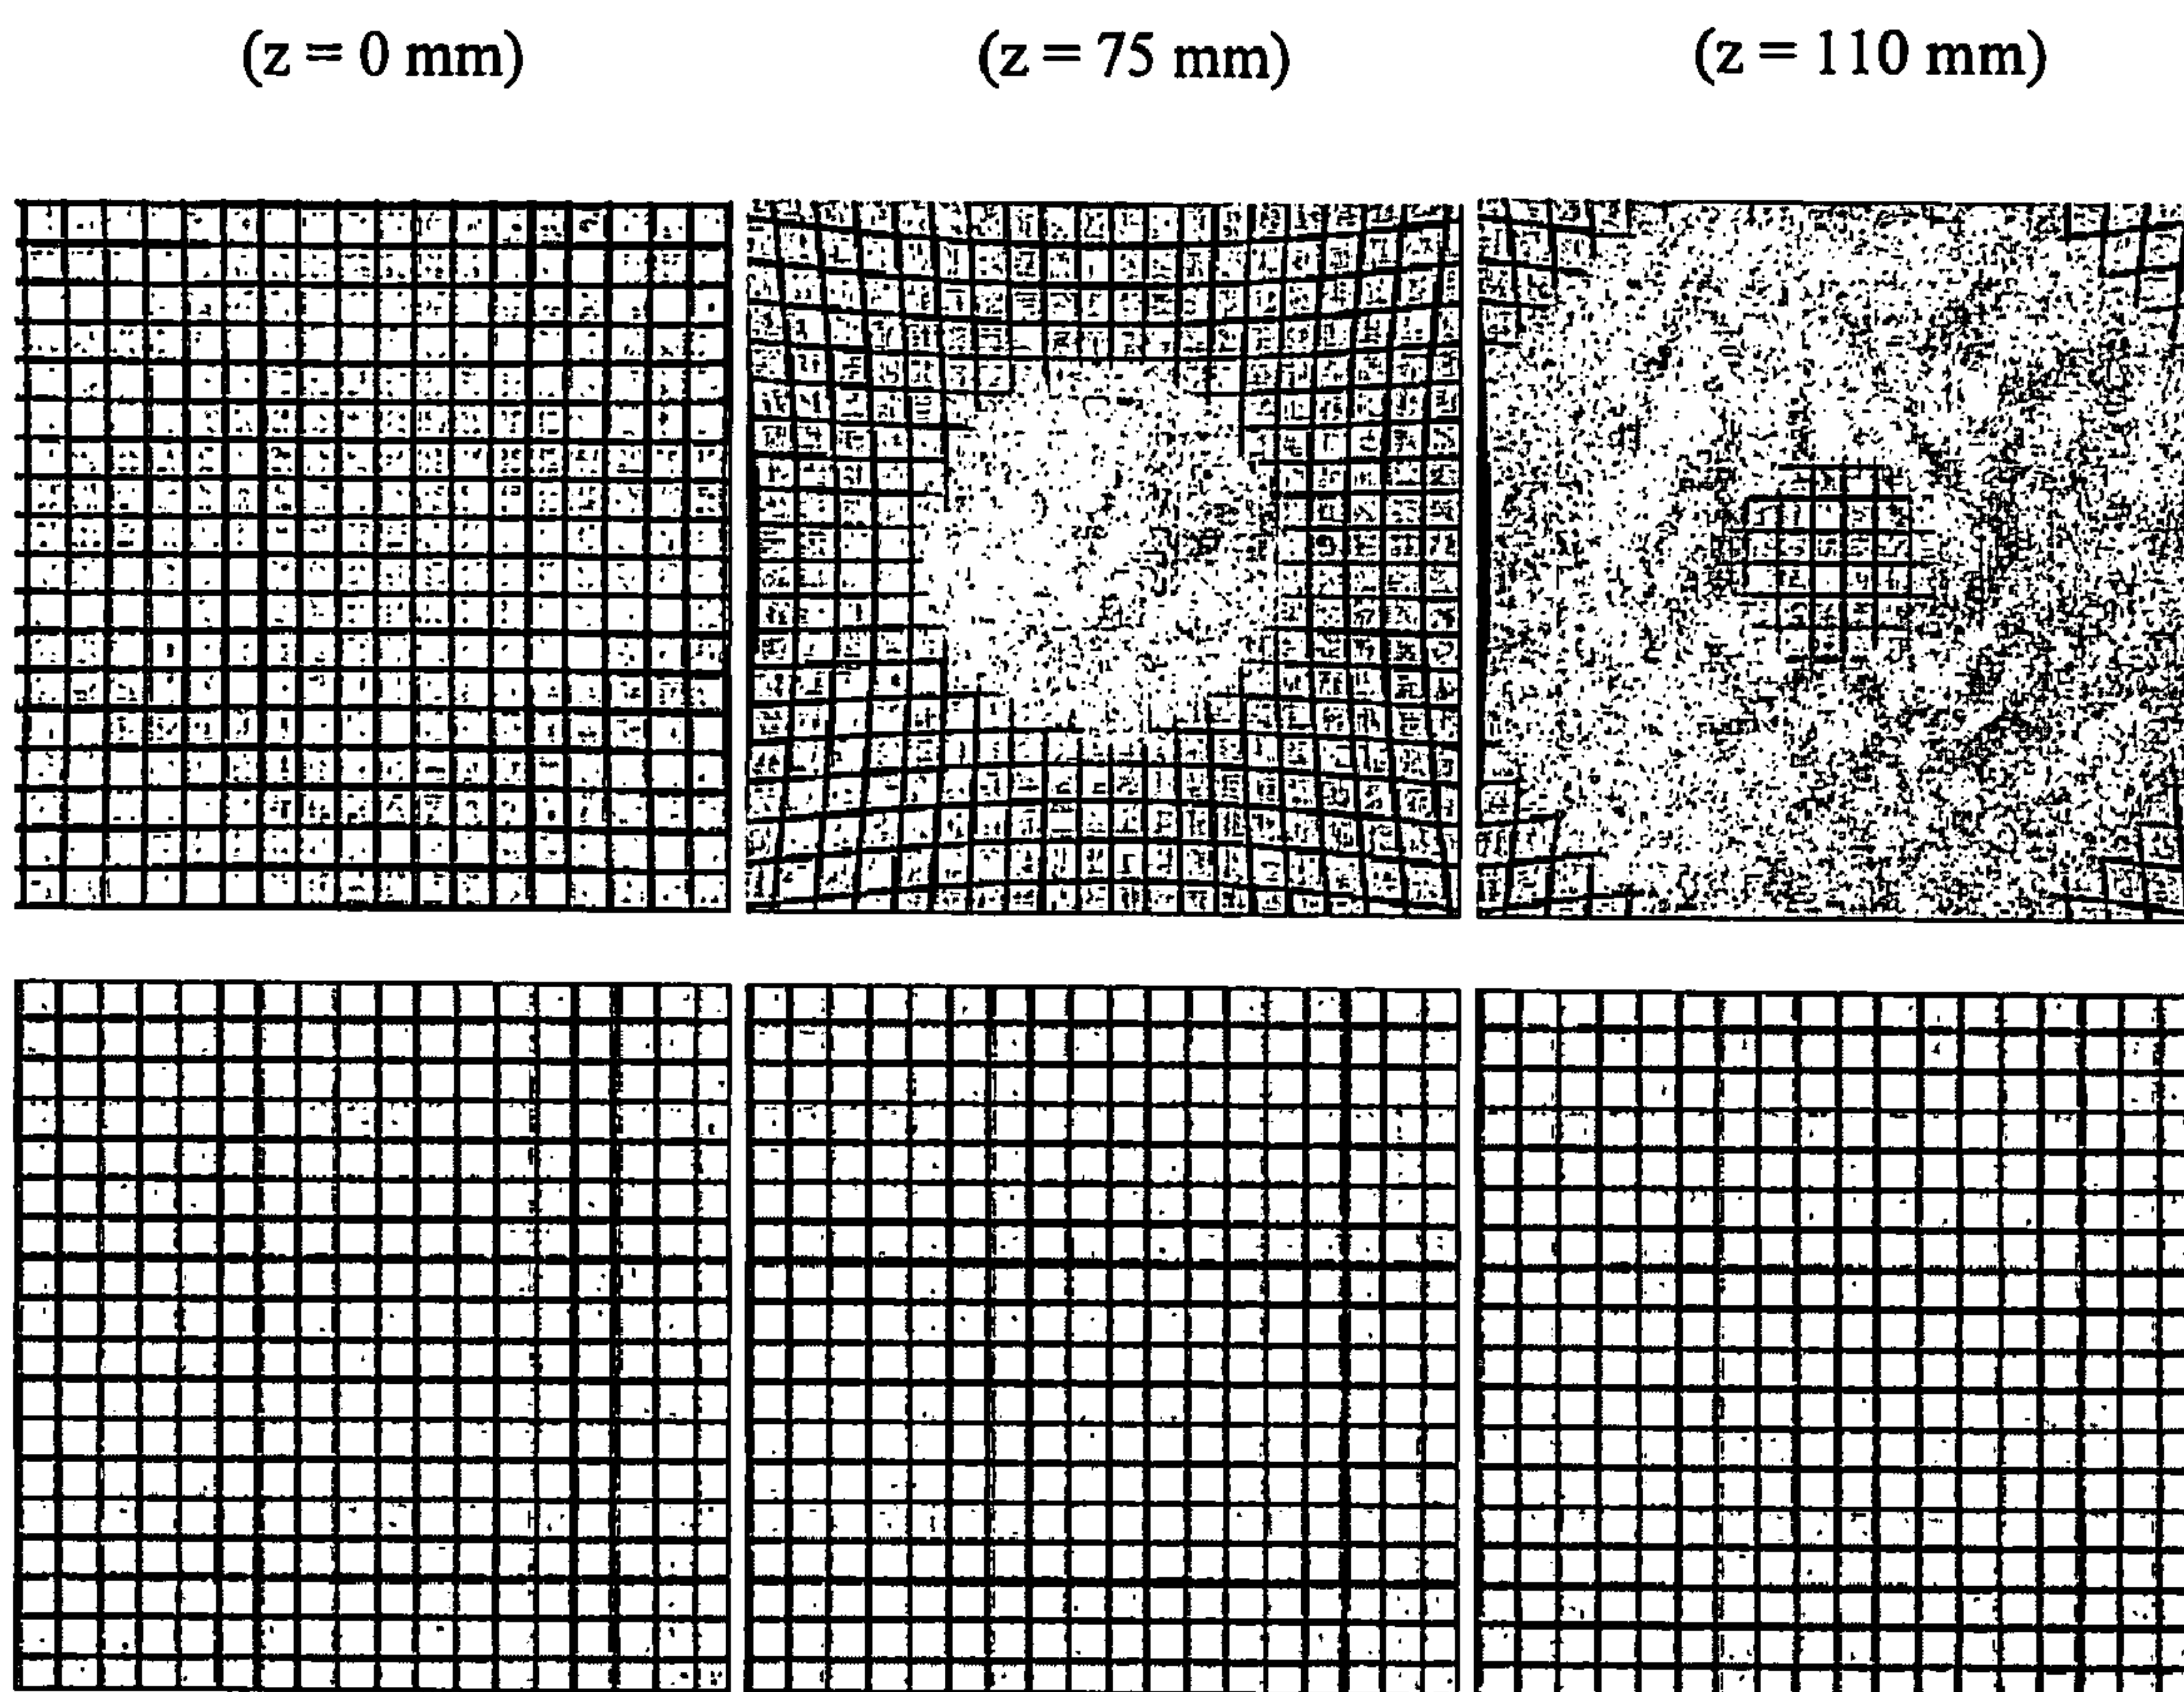 (z = 0 mm)
(z = 75 mm)
(z = 110 mm)